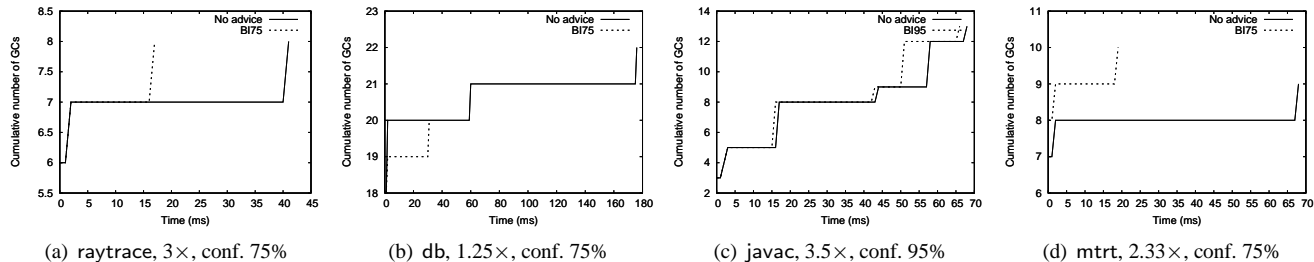 No advice
BI75
Cumulative number of GCs
8.5
8
7.5
7
6.5
6
5.5
0 5 10 15 20 25 30 35 40 45
Time (ms)
(a) raytrace, 3×, conf. 75%
No advice
BI75
Cumulative number of GCs
23
22
21
20
19
18
0 20 40 60 80 100 120 140 160 180
Time (ms)
(b) db, 1.25×, conf. 75%
No advice
BI95
Cumulative number of GCs
14
12
10
8
6
4
2
0 5 10 15 20 25 30 35 40 45 50 55 60 65 70
Time (ms)
(c) javac, 3.5×, conf. 95%
No advice
BI75
Cumulative number of GCs
11
10
9
8
7
6
0 5 10 15 20 25 30 35 40 45 50 55 60 65 70
Time (ms)
(d) mtrt, 2.33×, conf. 75%